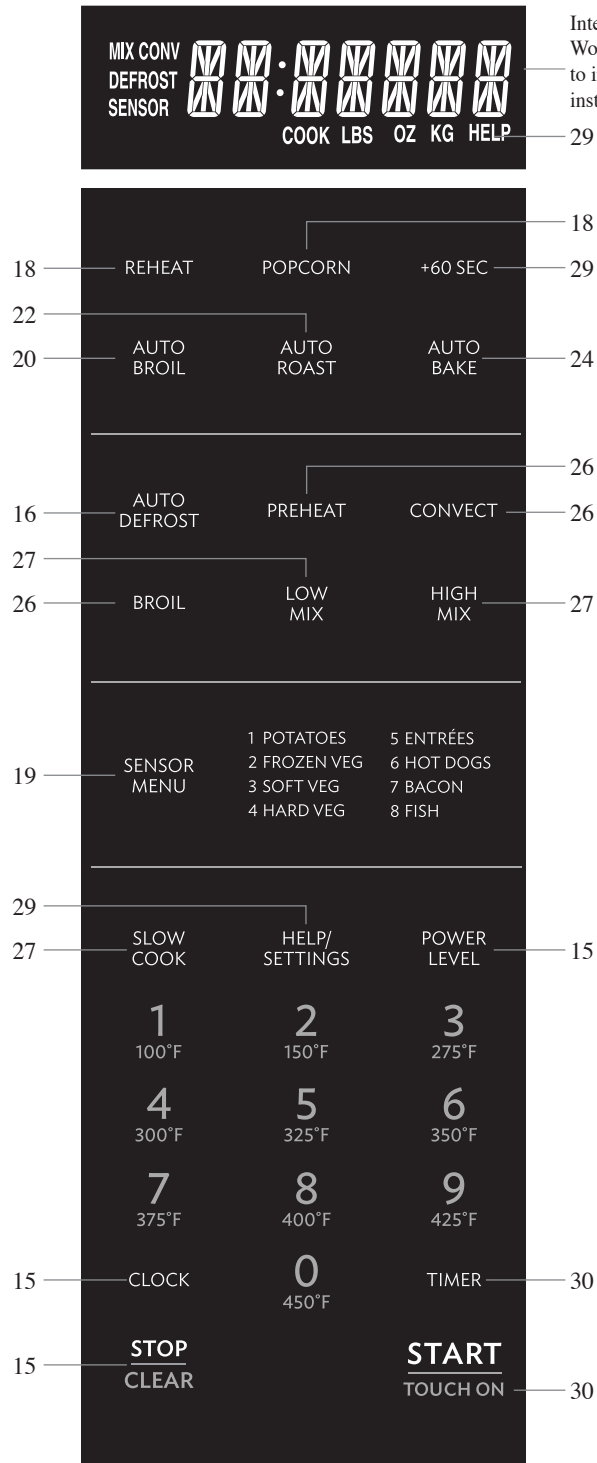 Inte
MIX CONV
Wo
DEFROST
to i
SENSOR
inst
COOK LBS OZ KG HELP
29
18
18 REHEAT POPCORN +60 SEC 29
22
20 AUTO BROIL AUTO ROAST AUTO BAKE 24
26
16 AUTO DEFROST PREHEAT CONVECT 26
27
26 BROIL LOW MIX HIGH MIX 27
1 POTATOES 5 ENTRÉES
19 SENSOR MENU 2 FROZEN VEG 6 HOT DOGS
3 SOFT VEG 7 BACON
4 HARD VEG 8 FISH
29
27 SLOW COOK HELP/ SETTINGS POWER LEVEL 15
1 2 3
100°F 150°F 275°F
4 5 6
300°F 325°F 350°F
7 8 9
375°F 400°F 425°F
15 CLOCK 0 TIMER 30
450°F
15 STOP START
CLEAR TOUCH ON 30